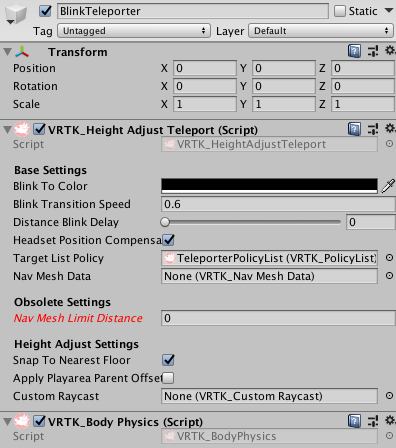 BlinkTeleporter Static
Tag Untagged Layer Default
Transform
Position X 0 Y 0 Z 0
Rotation X 0 Y 0 Z 0
Scale X 1 Y 1 Z 1
VRTK_Height Adjust Teleport (Script)
Script VRTK_HeightAdjustTeleport
Base Settings
Blink To Color
Blink Transition Speed 0.6
Distance Blink Delay 0
Headset Position Compensa
Target List Policy TeleporterPolicyList (VRTK_PolicyList)
Nav Mesh Data None (VRTK_Nav Mesh Data)
Obsolete Settings
Nav Mesh Limit Distance 0
Height Adjust Settings
Snap To Nearest Floor
Apply Playarea Parent Offset
Custom Raycast None (VRTK_Custom Raycast)
VRTK_Body Physics (Script)
Script VRTK_BodyPhysics